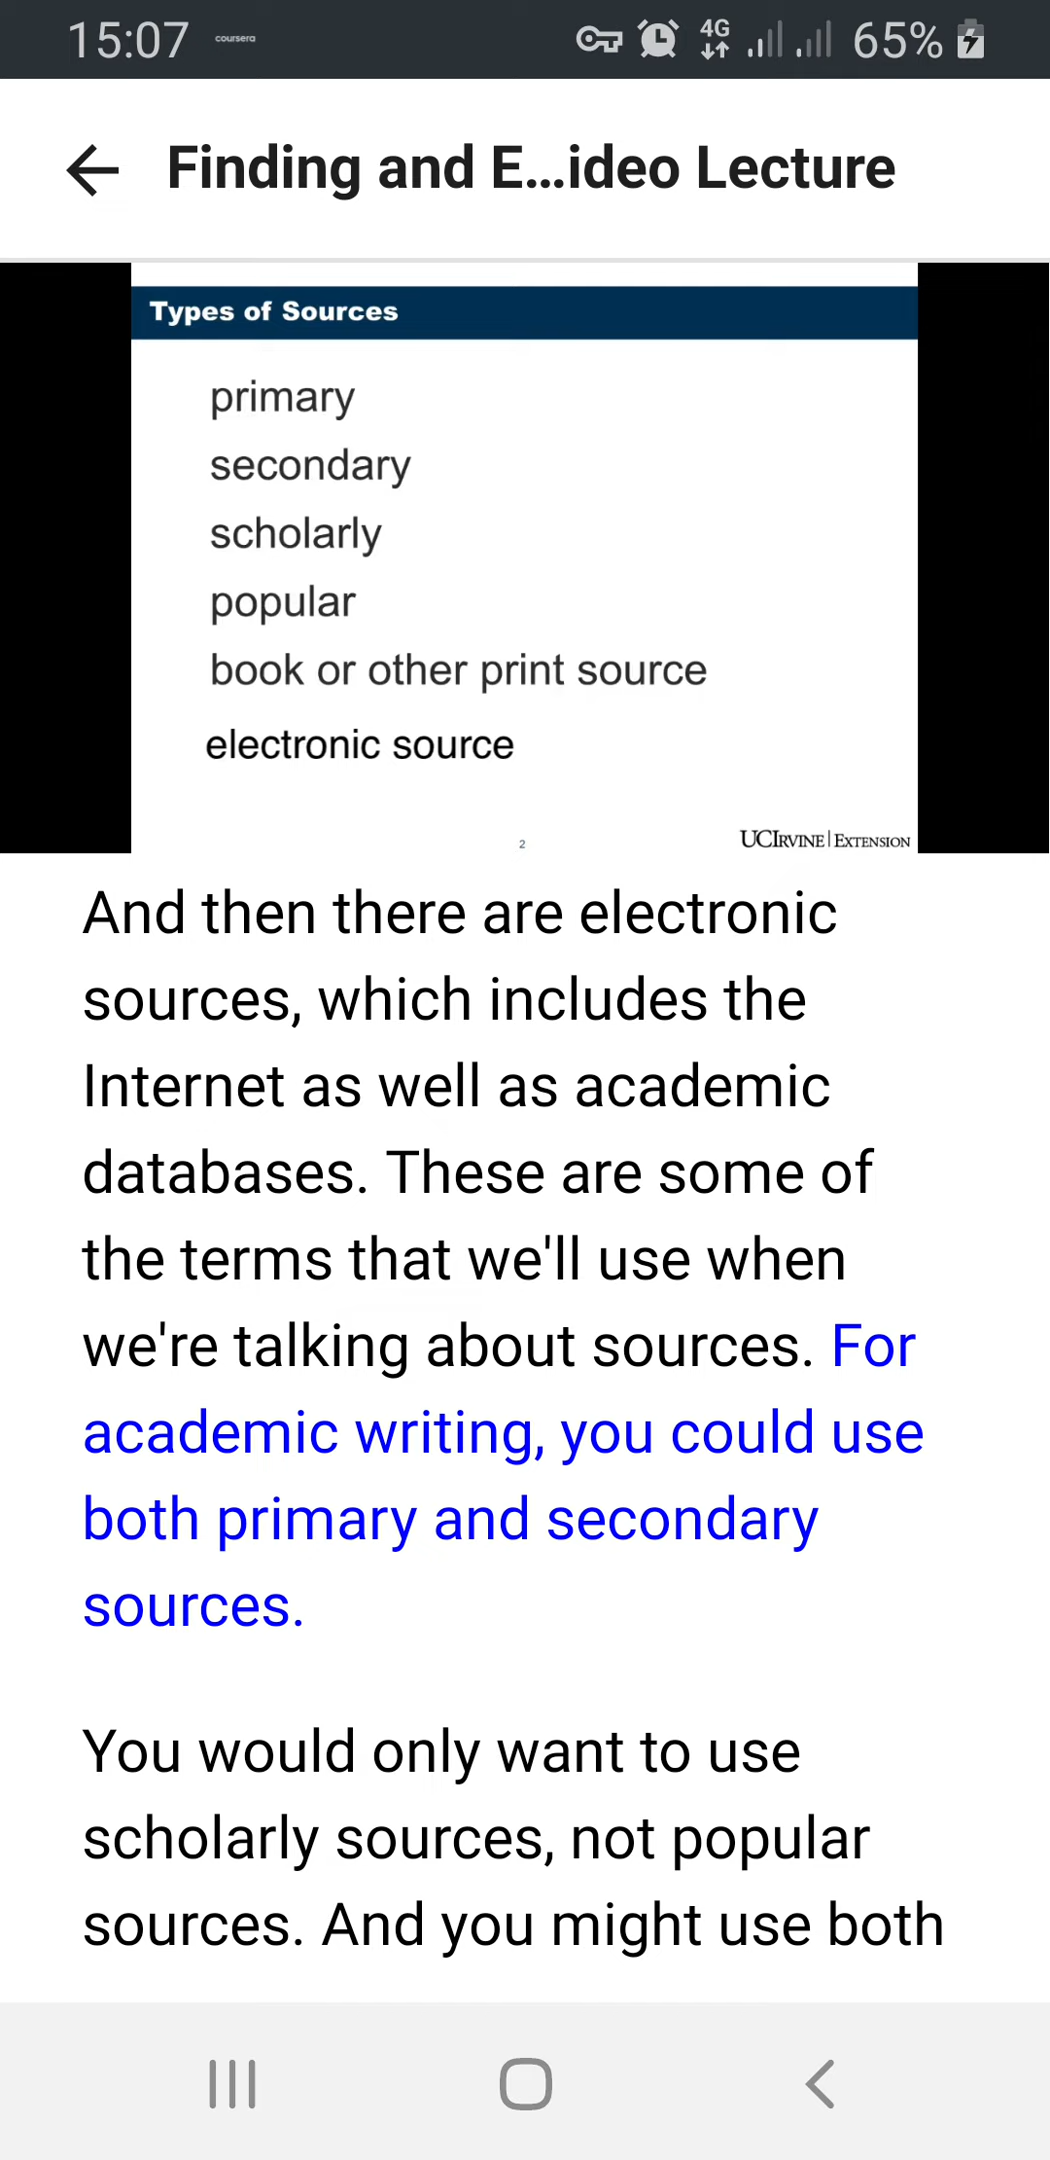 15:07 coursera 4G 65%
Finding and E...ideo Lecture
Types of Sources
primary
secondary
scholarly
popular
book or other print source
electronic source
2 UCIRVINE | EXTENSION
And then there are electronic
sources, which includes the
Internet as well as academic
databases. These are some of
the terms that we'll use when
we're talking about sources. For
academic writing, you could use
both primary and secondary
sources.
You would only want to use
scholarly sources, not popular
sources. And you might use both